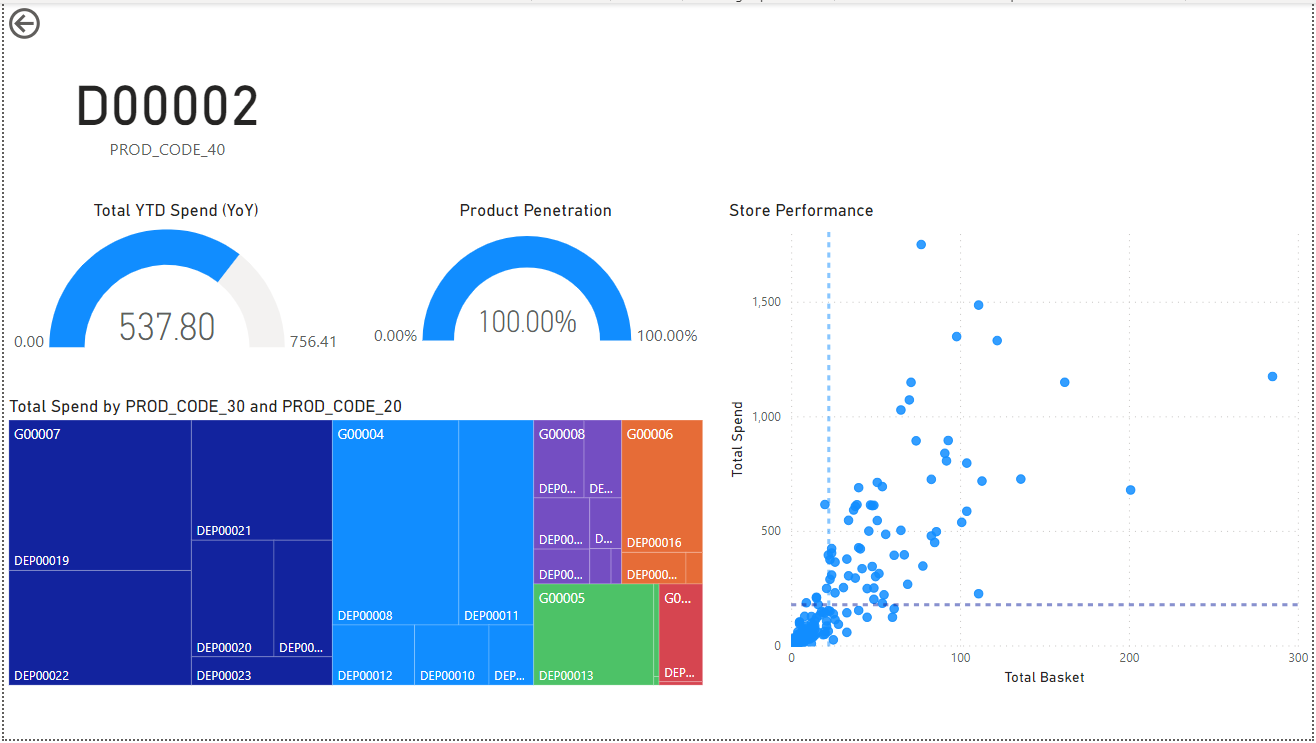 D00002
PROD_CODE_40
Total YTD Spend (YoY)
537.80
0.00
756.41
Product Penetration
100.00%
0.00%
100.00%
Store Performance
Total Spend
1,500
1,000
500
0
0
100
200
300
Total Basket
Total Spend by PROD_CODE_30 and PROD_CODE_20
G00007
DEP00019
DEP00022
DEP00021
DEP00020
DEP00...
DEP00023
G00004
DEP00008
DEP00011
DEP00012
DEP00010
DEP...
G00008
DEP0...
DE...
DEP00...
D...
DEP00...
G00006
DEP00016
DEP000...
G00005
DEP00013
G0...
DEP...